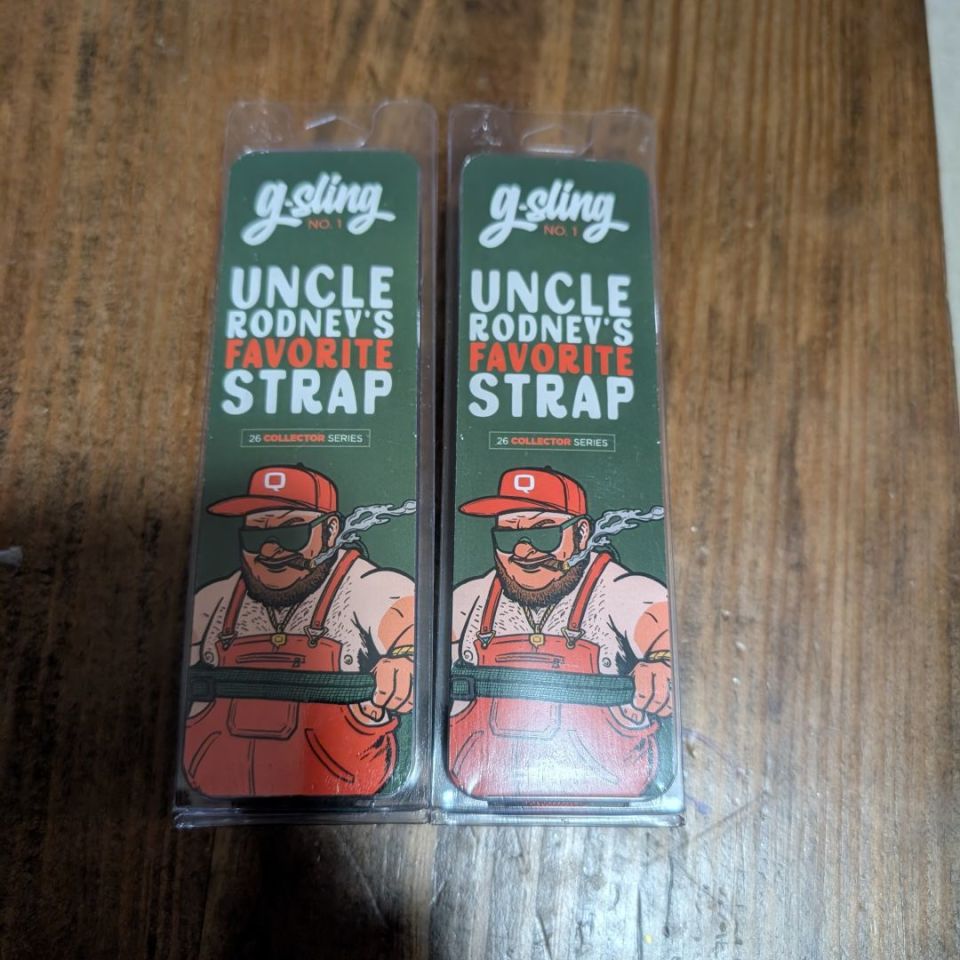 g-sling
NO. 1
UNCLE
RODNEY'S
FAVORITE
STRAP
26 COLLECTOR SERIES
Q
g-sling
NO. 1
UNCLE
RODNEY'S
FAVORITE
STRAP
26 COLLECTOR SERIES
Q